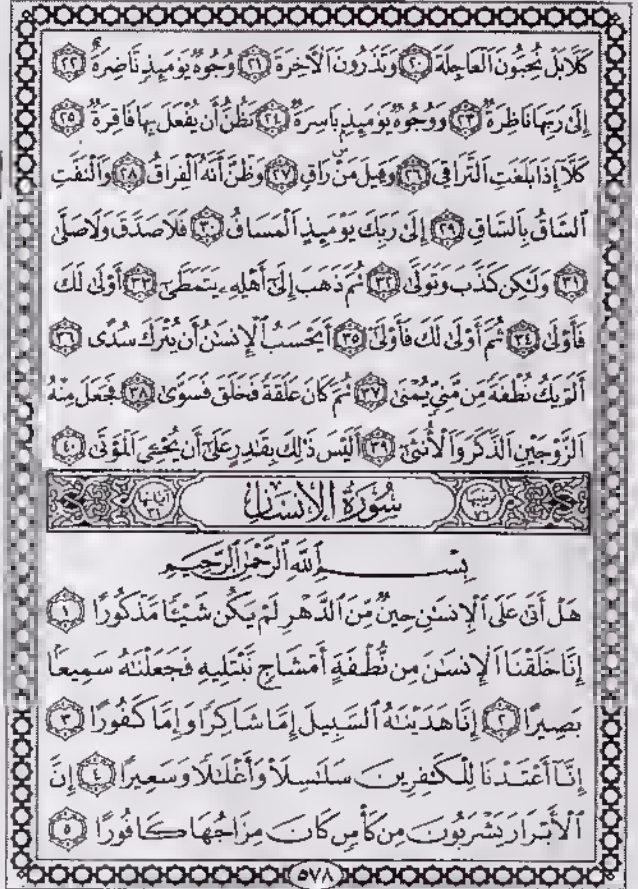 كَلَّا بَلْ تُحِبُّونَ ٱلْعَاجِلَةَ ٢٠ وَتَذَرُونَ ٱلْآخِرَةَ ٢١ وُجُوهٌ يَوْمَئِذٍ نَّاضِرَةٌ ٢٢
إِلَىٰ رَبِّهَا نَاظِرَةٌ ٢٣ وَوُجُوهٌ يَوْمَئِذٍۭ بَاسِرَةٌ ٢٤ تَظُنُّ أَن يُفْعَلَ بِهَا فَاقِرَةٌ ٢٥
كَلَّآ إِذَا بَلَغَتِ ٱلتَّرَاقِيَ ٢٦ وَقِيلَ مَنْ رَاقٍ ٢٧ وَظَنَّ أَنَّهُ ٱلْفِرَاقُ ٢٨ وَٱلْتَفَّتِ
ٱلسَّاقُ بِٱلسَّاقِ ٢٩ إِلَىٰ رَبِّكَ يَوْمَئِذٍ ٱلْمَسَاقُ ٣٠ فَلَا صَدَّقَ وَلَا صَلَّىٰ
٣١ وَلَٰكِن كَذَّبَ وَتَوَلَّىٰ ٣٢ ثُمَّ ذَهَبَ إِلَىٰٓ أَهْلِهِۦ يَتَمَطَّىٰٓ ٣٣ أَوْلَىٰ لَكَ
فَأَوْلَىٰ ٣٤ ثُمَّ أَوْلَىٰ لَكَ فَأَوْلَىٰٓ ٣٥ أَيَحْسَبُ ٱلْإِنسَٰنُ أَن يُتْرَكَ سُدًى ٣٦
أَلَمْ يَكُ نُطْفَةً مِّن مَّنِيٍّ يُمْنَىٰ ٣٧ ثُمَّ كَانَ عَلَقَةً فَخَلَقَ فَسَوَّىٰ ٣٨ فَجَعَلَ مِنْهُ
ٱلزَّوْجَيْنِ ٱلذَّكَرَ وَٱلْأُنثَىٰٓ ٣٩ أَلَيْسَ ذَٰلِكَ بِقَٰدِرٍ عَلَىٰٓ أَن يُحْـِۧيَ ٱلْمَوْتَىٰ ٤٠
سُورَةُ ٱلْإِنسَانِ
بِسْمِ ٱللَّهِ ٱلرَّحْمَٰنِ ٱلرَّحِيمِ
هَلْ أَتَىٰ عَلَى ٱلْإِنسَٰنِ حِينٌ مِّنَ ٱلدَّهْرِ لَمْ يَكُن شَيْـًٔا مَّذْكُورًا ١
إِنَّا خَلَقْنَا ٱلْإِنسَٰنَ مِن نُّطْفَةٍ أَمْشَاجٍ نَّبْتَلِيهِ فَجَعَلْنَٰهُ سَمِيعًۢا
بَصِيرًا ٢ إِنَّا هَدَيْنَٰهُ ٱلسَّبِيلَ إِمَّا شَاكِرًا وَإِمَّا كَفُورًا ٣
إِنَّآ أَعْتَدْنَا لِلْكَٰفِرِينَ سَلَٰسِلَا۟ وَأَغْلَٰلًا وَسَعِيرًا ٤ إِنَّ
ٱلْأَبْرَارَ يَشْرَبُونَ مِن كَأْسٍ كَانَ مِزَاجُهَا كَافُورًا ٥
٥٧٨